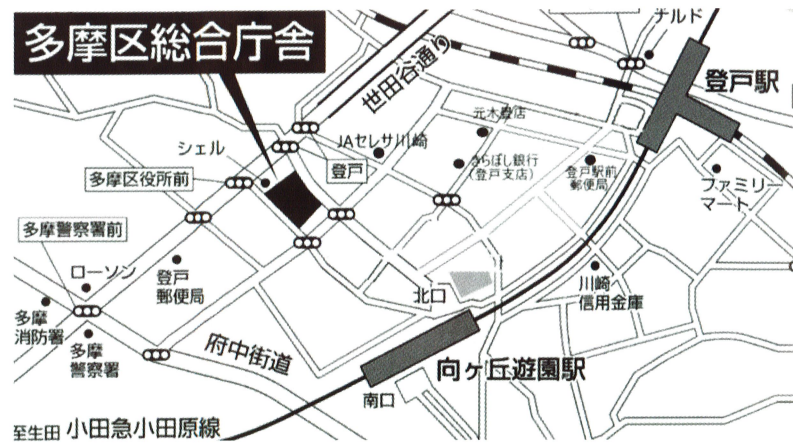 多摩区総合庁舎
ナルド
世田谷通り
登戸駅
元木畳店
シェル
JAセレサ川崎
登戸
きらぼし銀行
(登戸支店)
登戸駅前
郵便局
多摩区役所前
ファミリー
マート
多摩警察署前
ローソン
登戸
郵便局
北口
川崎
信用金庫
多摩
消防署
多摩
警察署
府中街道
向ヶ丘遊園駅
南口
至生田 小田急小田原線